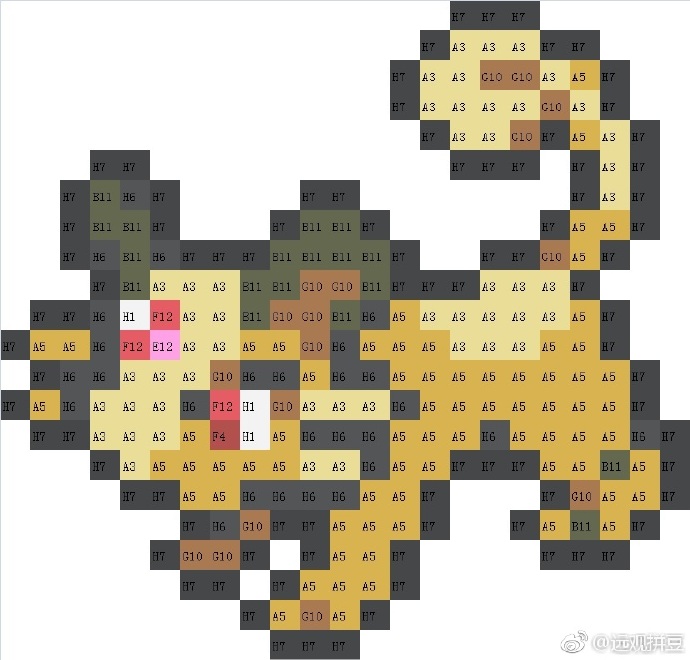 H7 H7 H7
H7 A3 A3 A3 H7 H7
H7 A3 A3 G10 G10 A3 A5 H7
H7 A3 A3 A3 A3 G10 A3 H7
H7 A3 A3 G10 H7 A5 A3 H7
H7 H7 H7 H7 H7 H7 A3 H7
H7 B11 H6 H7 H7 H7 H7 A3 H7
H7 B11 B11 H7 H7 B11 B11 H7 H7 A5 A5 H7
H7 H6 B11 H6 H7 H7 H7 B11 B11 B11 B11 H7 H7 H7 G10 A5 H7
H7 B11 A3 A3 A3 B11 B11 G10 G10 B11 H7 H7 H7 A3 A3 A3 H7
H7 H7 H6 H1 F12 A3 A3 B11 G10 G10 B11 H6 A5 A3 A3 A3 A3 A3 A5 H7
H7 A5 A5 H6 F12 E12 A3 A3 A5 A5 G10 H6 A5 A5 A5 A3 A3 A3 A5 A5 H7
H7 H6 H6 A3 A3 A3 G10 H6 H6 A5 H6 H6 A5 A5 A5 A5 A5 A5 A5 A5 H7
H7 A5 H6 A3 A3 A3 H6 F12 H1 G10 A3 A3 A3 H6 A5 A5 A5 A5 A5 A5 A5 H7
H7 H7 A3 A3 A3 A5 F4 H1 A5 H6 H6 H6 A5 A5 A5 H6 A5 A5 A5 A5 H6 H7
H7 A3 A5 A5 A5 A5 A5 A3 A3 H6 A5 A5 H7 H7 H7 A5 A5 B11 A5 H7
H7 H7 A5 A5 H6 H6 H6 H6 A5 A5 H7 H7 G10 A5 A5 H7
H7 H6 G10 H7 H7 A5 A5 A5 H7 H7 A5 B11 A5 H7
H7 G10 G10 H7 H7 A5 A5 H7 H7 H7 H7
H7 H7 H7 A5 A5 A5 H7
H7 A5 G10 A5 H7
H7 H7 H7
@远观拼豆